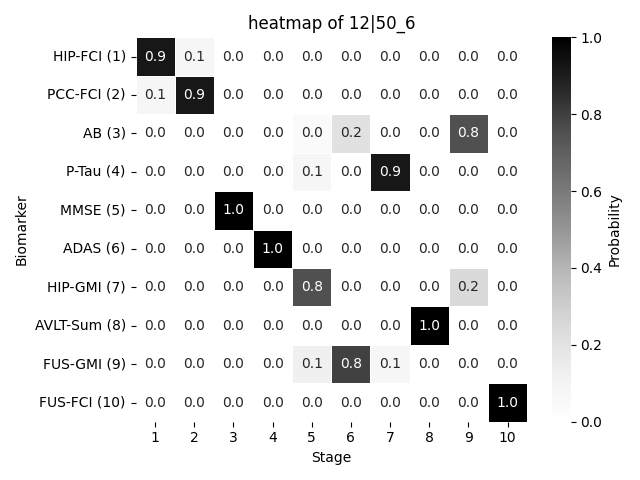 heatmap of 12|50_6
HIP-FCI (1) 0.9 0.1 0.0 0.0 0.0 0.0 0.0 0.0 0.0 0.0
PCC-FCI (2) 0.1 0.9 0.0 0.0 0.0 0.0 0.0 0.0 0.0 0.0
AB (3) 0.0 0.0 0.0 0.0 0.0 0.2 0.0 0.0 0.8 0.0
P-Tau (4) 0.0 0.0 0.0 0.0 0.1 0.0 0.9 0.0 0.0 0.0
MMSE (5) 0.0 0.0 1.0 0.0 0.0 0.0 0.0 0.0 0.0 0.0
ADAS (6) 0.0 0.0 0.0 1.0 0.0 0.0 0.0 0.0 0.0 0.0
HIP-GMI (7) 0.0 0.0 0.0 0.0 0.8 0.0 0.0 0.0 0.2 0.0
AVLT-Sum (8) 0.0 0.0 0.0 0.0 0.0 0.0 0.0 1.0 0.0 0.0
FUS-GMI (9) 0.0 0.0 0.0 0.0 0.1 0.8 0.1 0.0 0.0 0.0
FUS-FCI (10) 0.0 0.0 0.0 0.0 0.0 0.0 0.0 0.0 0.0 1.0
1 2 3 4 5 6 7 8 9 10
Stage
Biomarker
1.0
0.8
0.6
0.4
0.2
0.0
Probability